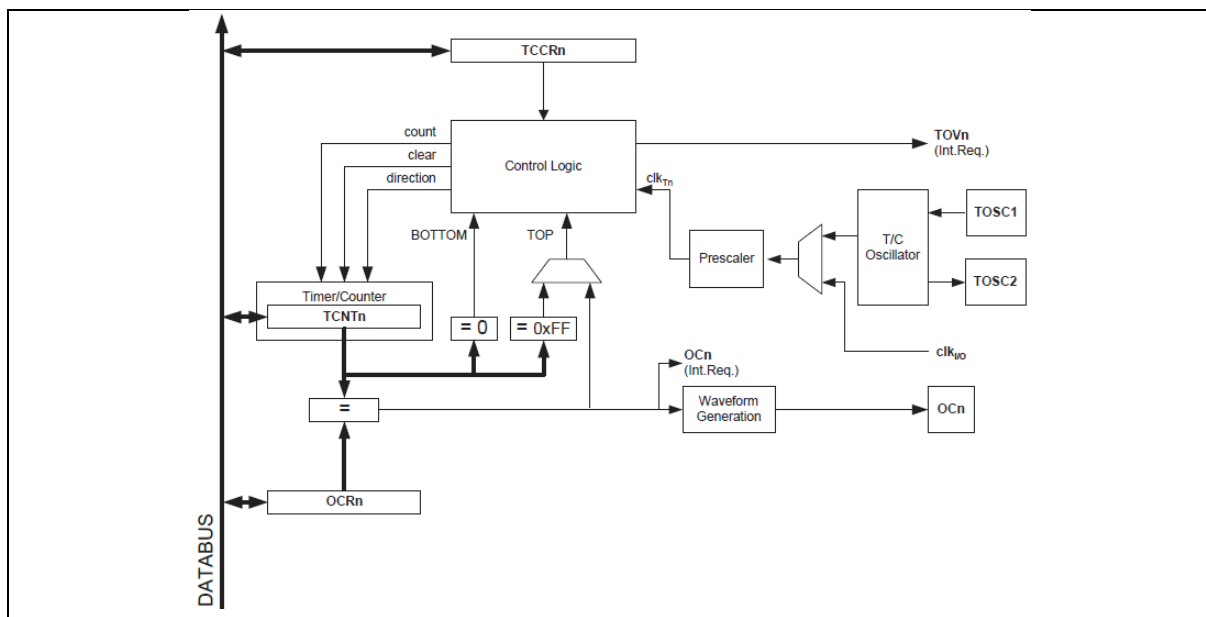 TCCRn
count
clear
direction
Control Logic
TOVn
(Int.Req.)
clkTn
BOTTOM
TOP
TOSC1
T/C
Oscillator
Prescaler
TOSC2
Timer/Counter
TCNTn
= 0
= 0xFF
OCn
(Int.Req.)
clkI/O
=
Waveform
Generation
OCn
OCRn
DATABUS